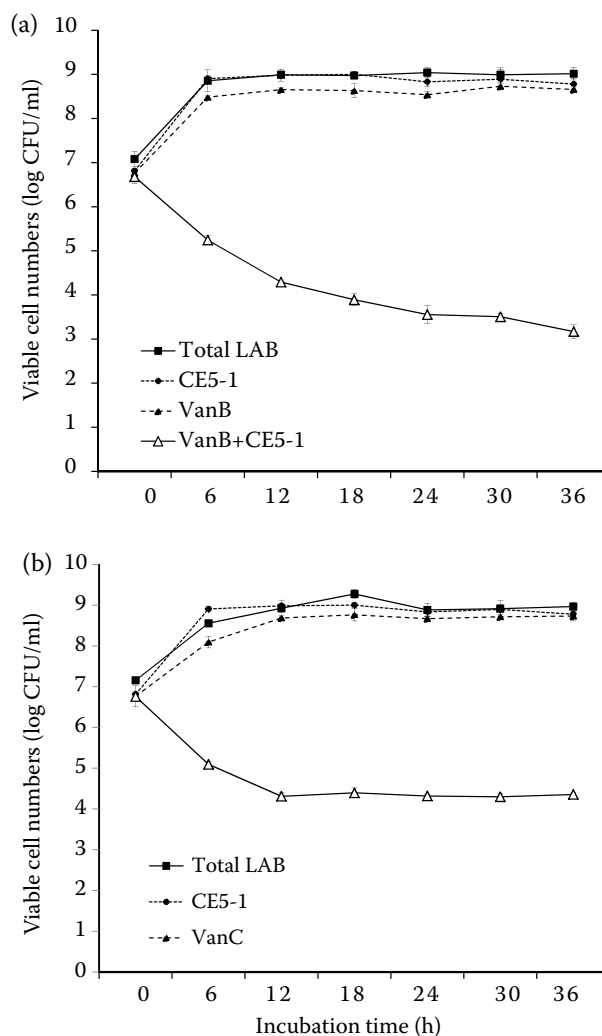 (a)
10
9
8
7
6
5
4
3
2
1
0
Viable cell numbers (log CFU/ml)
Total LAB
CE5-1
VanB
VanB+CE5-1
0 6 12 18 24 30 36
(b)
10
9
8
7
6
5
4
3
2
1
0
Viable cell numbers (log CFU/ml)
Total LAB
CE5-1
VanC
0 6 12 18 24 30 36
Incubation time (h)